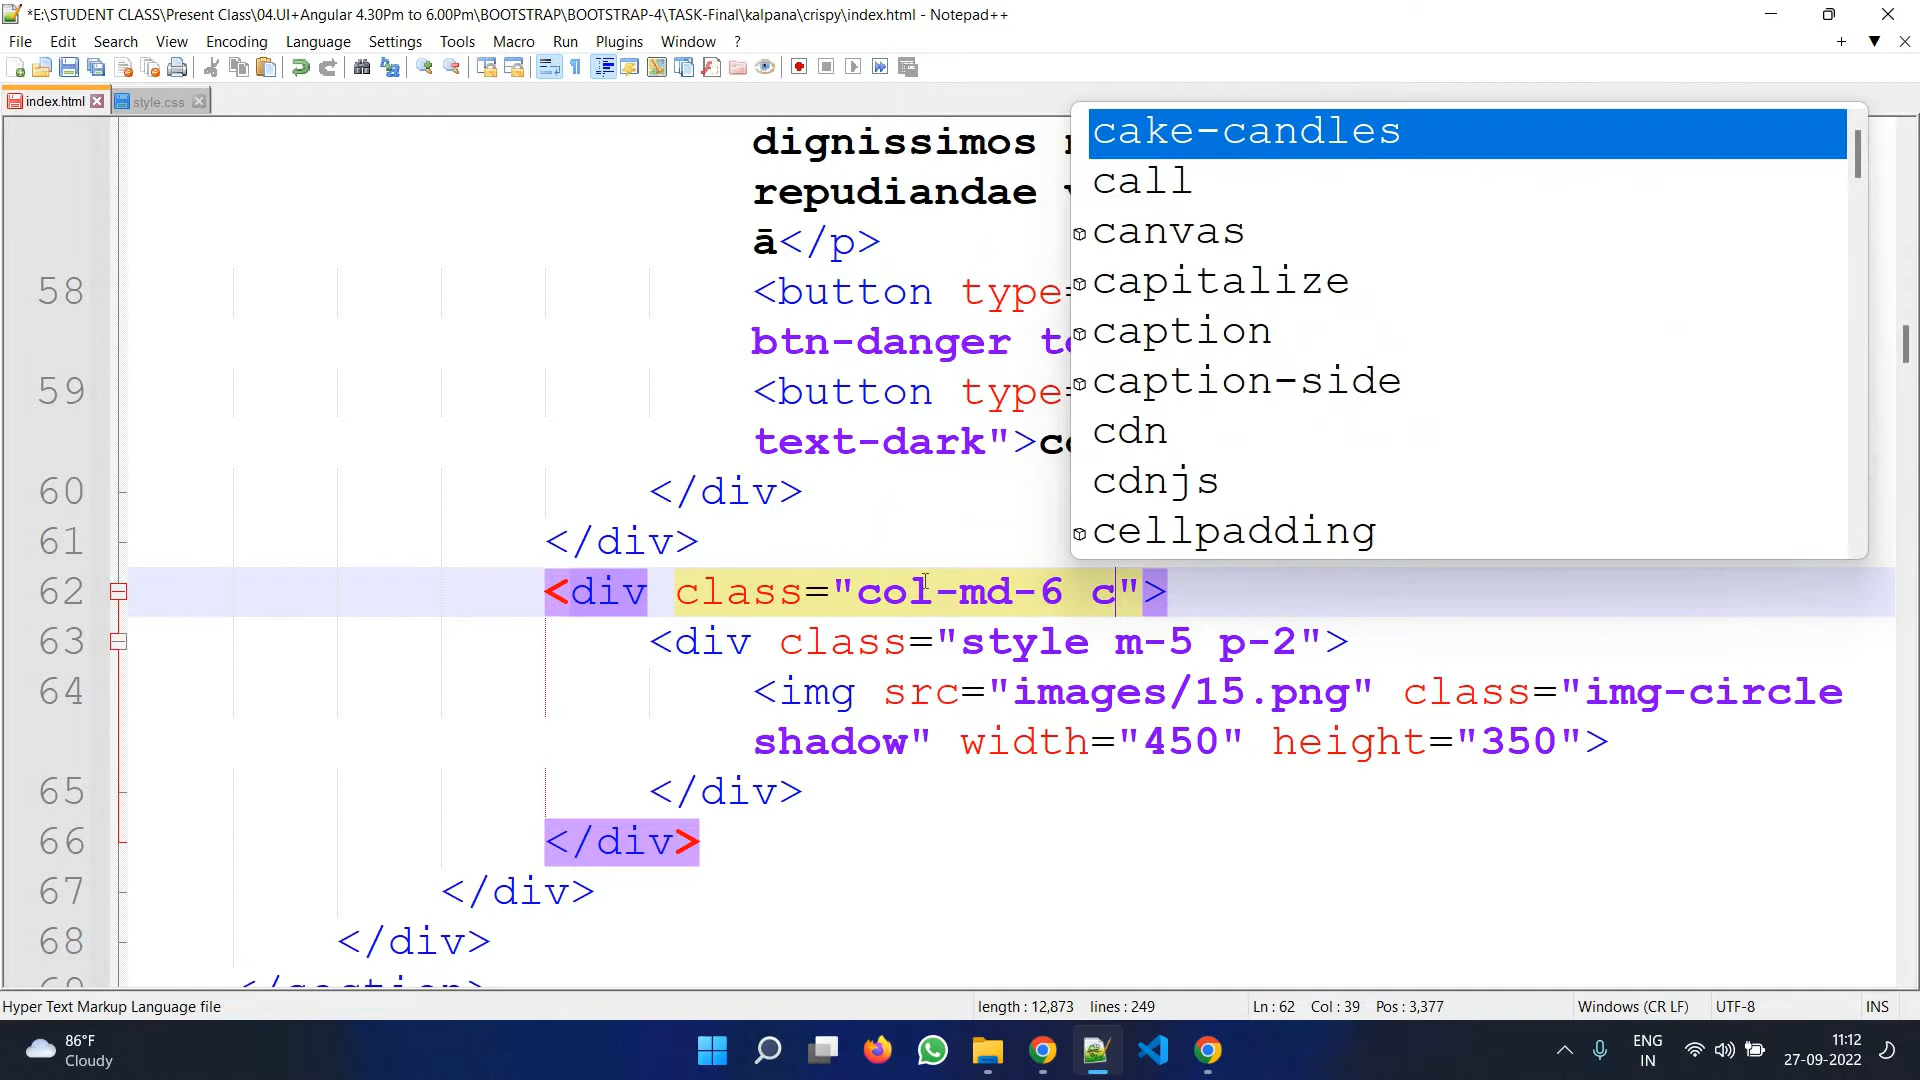 *E:\STUDENT CLASS\Present Class\04.UI+Angular 4.30Pm to 6.00Pm\BOOTSTRAP\BOOTSTRAP-4\TASK-Final\kalpana\crispy\index.html - Notepad++
File Edit Search View Encoding Language Settings Tools Macro Run Plugins Window ?
index.html style.css
dignissimos
repudiandae
ā</p>
58 <button type=
btn-danger
59 <button type=
text-dark">
60 </div>
61 </div>
62 <div class="col-md-6 c">
63 <div class="style m-5 p-2">
64 <img src="images/15.png" class="img-circle
shadow" width="450" height="350">
65 </div>
66 </div>
67 </div>
68 </div>
69 </section>
cake-candles
call
canvas
capitalize
caption
caption-side
cdn
cdnjs
cellpadding
Hyper Text Markup Language file length : 12,873 lines : 249 Ln : 62 Col : 39 Pos : 3,377 Windows (CR LF) UTF-8 INS
86°F
Cloudy
ENG
IN
11:12
27-09-2022